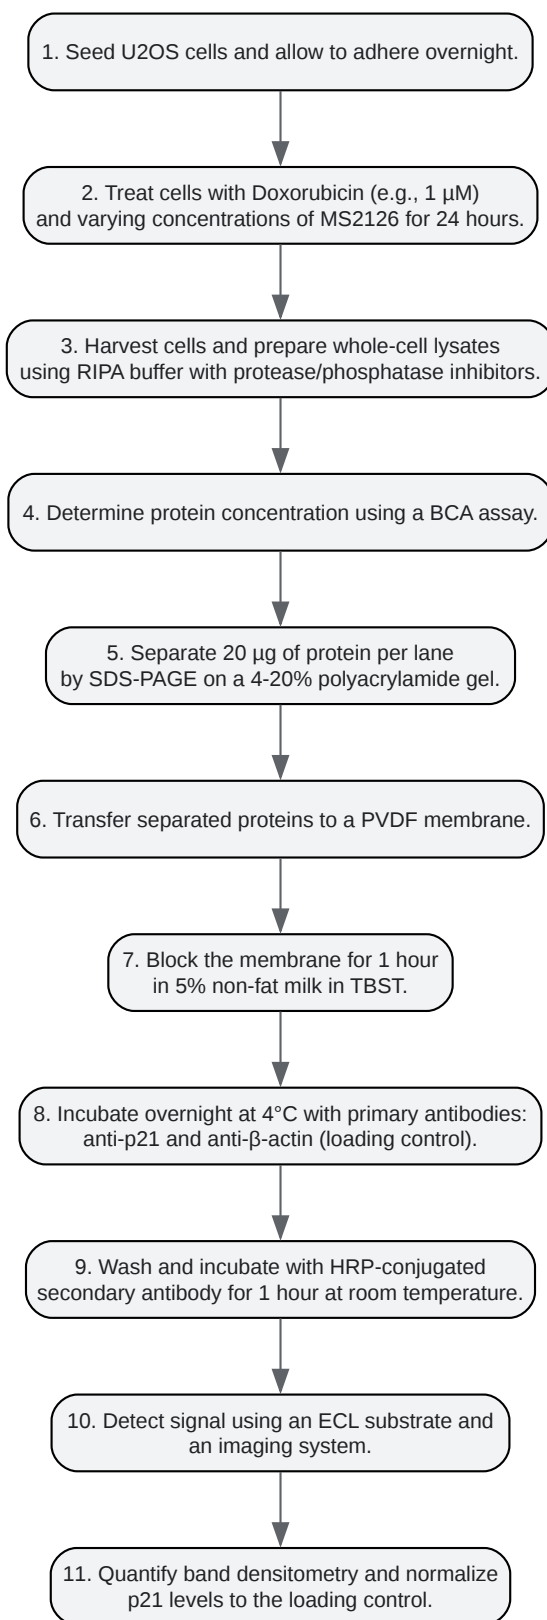 1. Seed U2OS cells and allow to adhere overnight.
2. Treat cells with Doxorubicin (e.g., 1 µM)
and varying concentrations of MS2126 for 24 hours.
3. Harvest cells and prepare whole-cell lysates
using RIPA buffer with protease/phosphatase inhibitors.
4. Determine protein concentration using a BCA assay.
5. Separate 20 µg of protein per lane
by SDS-PAGE on a 4-20% polyacrylamide gel.
6. Transfer separated proteins to a PVDF membrane.
7. Block the membrane for 1 hour
in 5% non-fat milk in TBST.
8. Incubate overnight at 4°C with primary antibodies:
anti-p21 and anti-β-actin (loading control).
9. Wash and incubate with HRP-conjugated
secondary antibody for 1 hour at room temperature.
10. Detect signal using an ECL substrate and
an imaging system.
11. Quantify band densitometry and normalize
p21 levels to the loading control.